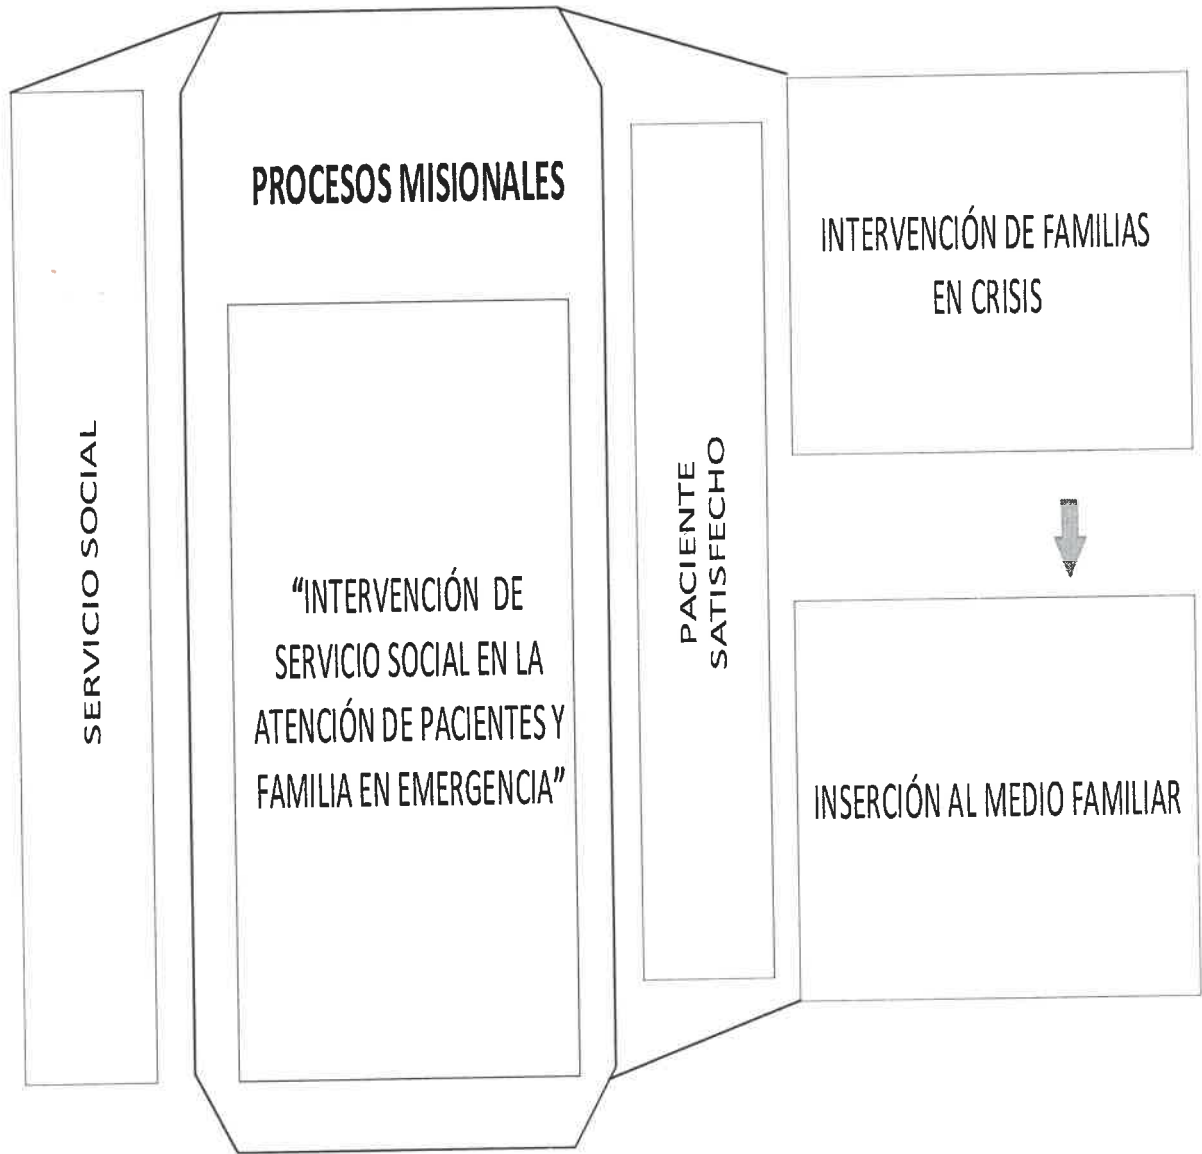 SERVICIO SOCIAL
PROCESOS MISIONALES
“INTERVENCIÓN DE
SERVICIO SOCIAL EN LA
ATENCIÓN DE PACIENTES Y
FAMILIA EN EMERGENCIA”
PACIENTE
SATISFECHO
INTERVENCIÓN DE FAMILIAS
EN CRISIS
INSERCIÓN AL MEDIO FAMILIAR